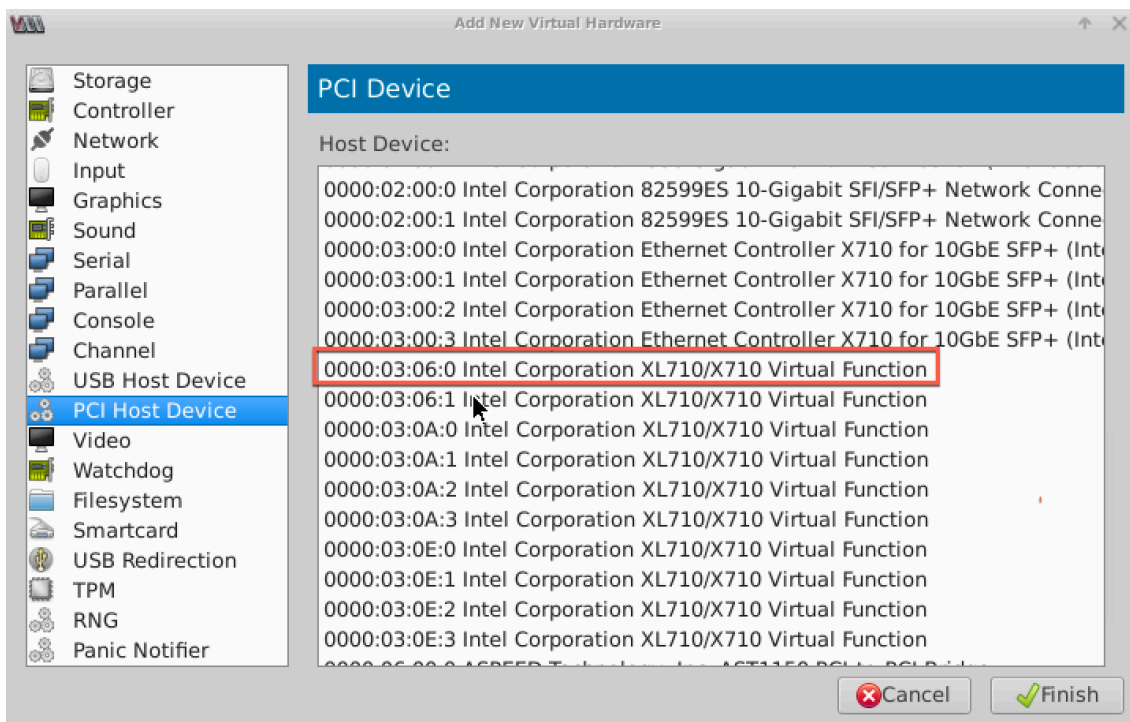 Add New Virtual Hardware
Storage
Controller
Network
Input
Graphics
Sound
Serial
Parallel
Console
Channel
USB Host Device
PCI Host Device
Video
Watchdog
Filesystem
Smartcard
USB Redirection
TPM
RNG
Panic Notifier
PCI Device
Host Device:
0000:02:00:0 Intel Corporation 82599ES 10-Gigabit SFI/SFP+ Network Conne
0000:02:00:1 Intel Corporation 82599ES 10-Gigabit SFI/SFP+ Network Conne
0000:03:00:0 Intel Corporation Ethernet Controller X710 for 10GbE SFP+ (Int
0000:03:00:1 Intel Corporation Ethernet Controller X710 for 10GbE SFP+ (Int
0000:03:00:2 Intel Corporation Ethernet Controller X710 for 10GbE SFP+ (Int
0000:03:00:3 Intel Corporation Ethernet Controller X710 for 10GbE SFP+ (Int
0000:03:06:0 Intel Corporation XL710/X710 Virtual Function
0000:03:06:1 Intel Corporation XL710/X710 Virtual Function
0000:03:0A:0 Intel Corporation XL710/X710 Virtual Function
0000:03:0A:1 Intel Corporation XL710/X710 Virtual Function
0000:03:0A:2 Intel Corporation XL710/X710 Virtual Function
0000:03:0A:3 Intel Corporation XL710/X710 Virtual Function
0000:03:0E:0 Intel Corporation XL710/X710 Virtual Function
0000:03:0E:1 Intel Corporation XL710/X710 Virtual Function
0000:03:0E:2 Intel Corporation XL710/X710 Virtual Function
0000:03:0E:3 Intel Corporation XL710/X710 Virtual Function
Cancel
Finish